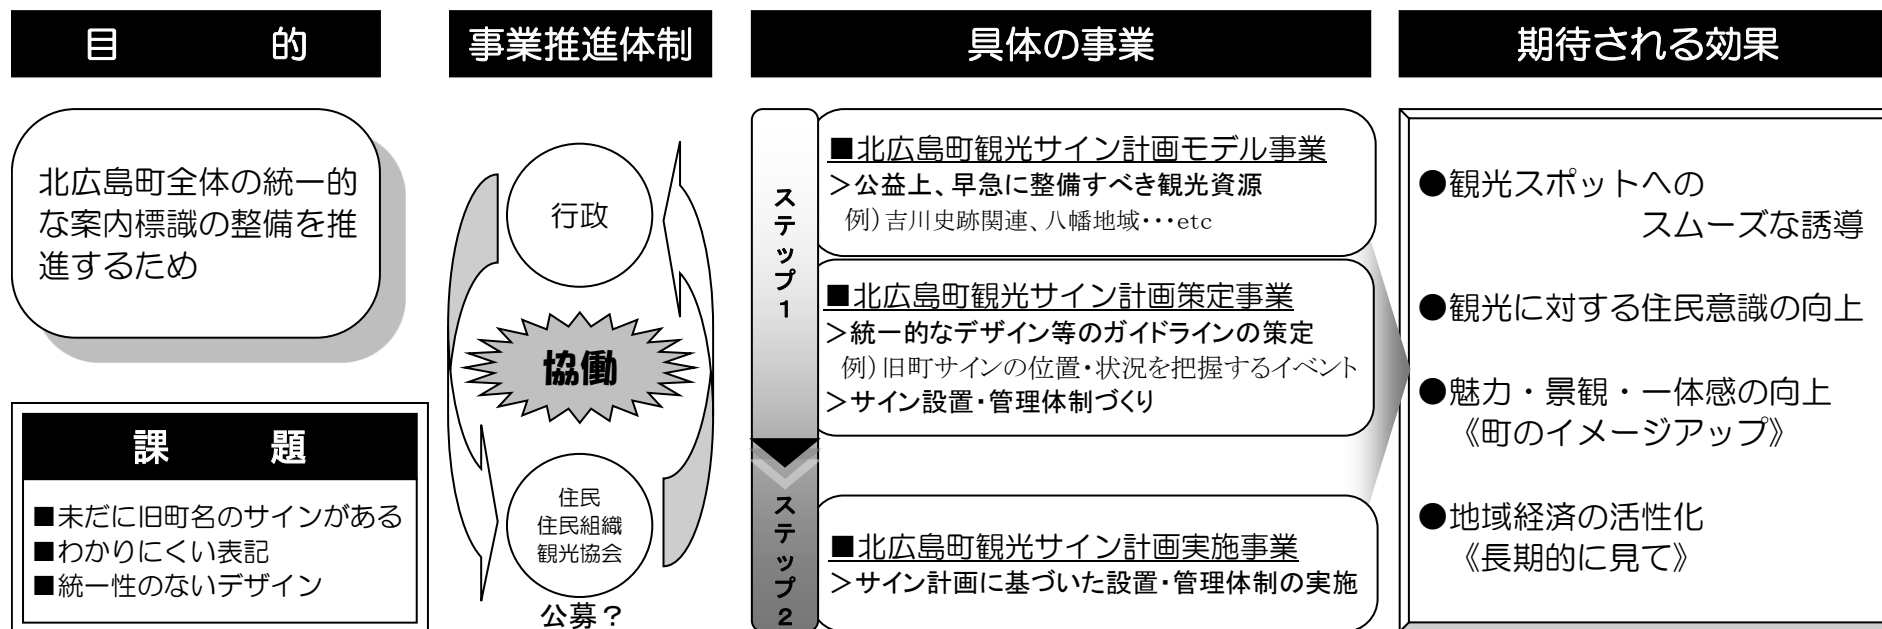 目　的
北広島町全体の統一的
な案内標識の整備を推
進するため
課　題
■未だに旧町名のサインがある
■わかりにくい表記
■統一性のないデザイン
事業推進体制
行政
協働
住民
住民組織
観光協会
公募？
具体の事業
ステップ１
■北広島町観光サイン計画モデル事業
＞公益上、早急に整備すべき観光資源
例）吉川史跡関連、八幡地域・・・etc
■北広島町観光サイン計画策定事業
＞統一的なデザイン等のガイドラインの策定
例）旧町サインの位置・状況を把握するイベント
＞サイン設置・管理体制づくり
ステップ２
■北広島町観光サイン計画実施事業
＞サイン計画に基づいた設置・管理体制の実施
期待される効果
●観光スポットへの
スムーズな誘導
●観光に対する住民意識の向上
●魅力・景観・一体感の向上
《町のイメージアップ》
●地域経済の活性化
《長期的に見て》